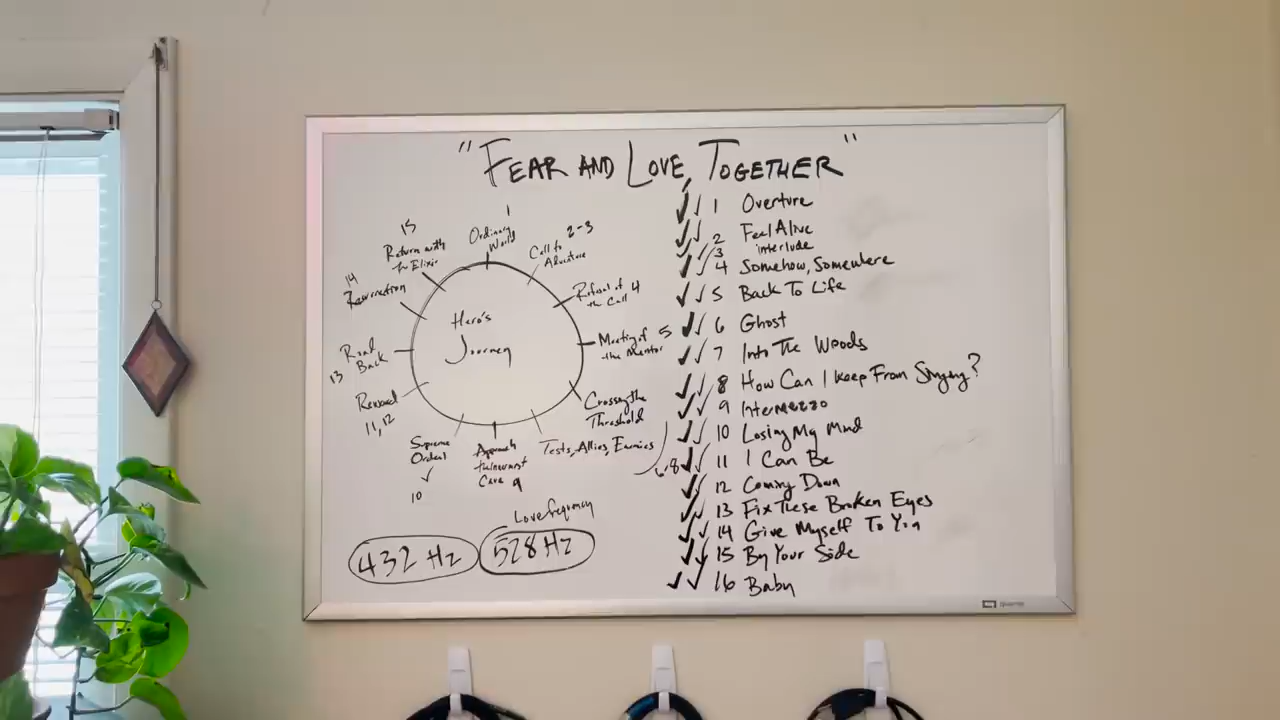 "FEAR AND LOVE, TOGETHER"
1
Ordinary
World
2-3
Call to
Adventure
Refusal of 4
the Call
Meeting of 5
the Mentor
Crossing the
Threshold
Tests, Allies, Enemies
6-8
Approach
Cave 9
Supreme
Ordeal
10
Reward
11, 12
Road
Back
13
14
Resurrection
15
Return with
the Elixir
Hero's
Journey
Love frequency
432 Hz
528 Hz
✓✓ 1 Overture
✓✓ 2 Feel Alive
✓✓ 3 interlude
✓✓ 4 Somehow, Somewhere
✓✓ 5 Back To Life
✓✓ 6 Ghost
✓✓ 7 Into The Woods
✓✓ 8 How Can I Keep From Singing?
✓✓ 9 Intermezzo
✓✓ 10 Losing My Mind
✓✓ 11 I Can Be
✓✓ 12 Coming Down
✓✓ 13 Fix These Broken Eyes
✓✓ 14 Give Myself To You
✓✓ 15 By Your Side
✓✓ 16 Baby